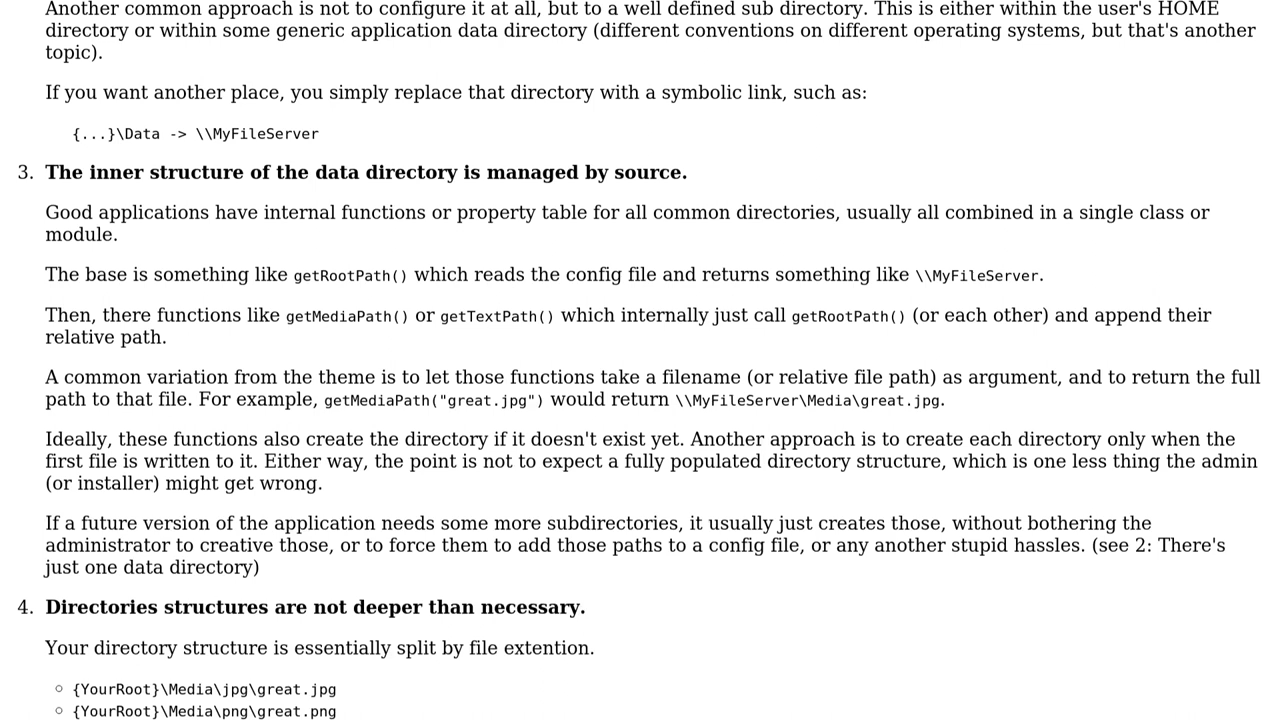 Another common approach is not to configure it at all, but to a well defined sub directory. This is either within the user's HOME
directory or within some generic application data directory (different conventions on different operating systems, but that's another
topic).
If you want another place, you simply replace that directory with a symbolic link, such as:
{...}\Data -> \\MyFileServer
3. The inner structure of the data directory is managed by source.
Good applications have internal functions or property table for all common directories, usually all combined in a single class or
module.
The base is something like getRootPath() which reads the config file and returns something like \\MyFileServer.
Then, there functions like getMediaPath() or getTextPath() which internally just call getRootPath() (or each other) and append their
relative path.
A common variation from the theme is to let those functions take a filename (or relative file path) as argument, and to return the full
path to that file. For example, getMediaPath("great.jpg") would return \\MyFileServer\Media\great.jpg.
Ideally, these functions also create the directory if it doesn't exist yet. Another approach is to create each directory only when the
first file is written to it. Either way, the point is not to expect a fully populated directory structure, which is one less thing the admin
(or installer) might get wrong.
If a future version of the application needs some more subdirectories, it usually just creates those, without bothering the
administrator to creative those, or to force them to add those paths to a config file, or any another stupid hassles. (see 2: There's
just one data directory)
4. Directories structures are not deeper than necessary.
Your directory structure is essentially split by file extention.
◦ {YourRoot}\Media\jpg\great.jpg
◦ {YourRoot}\Media\png\great.png